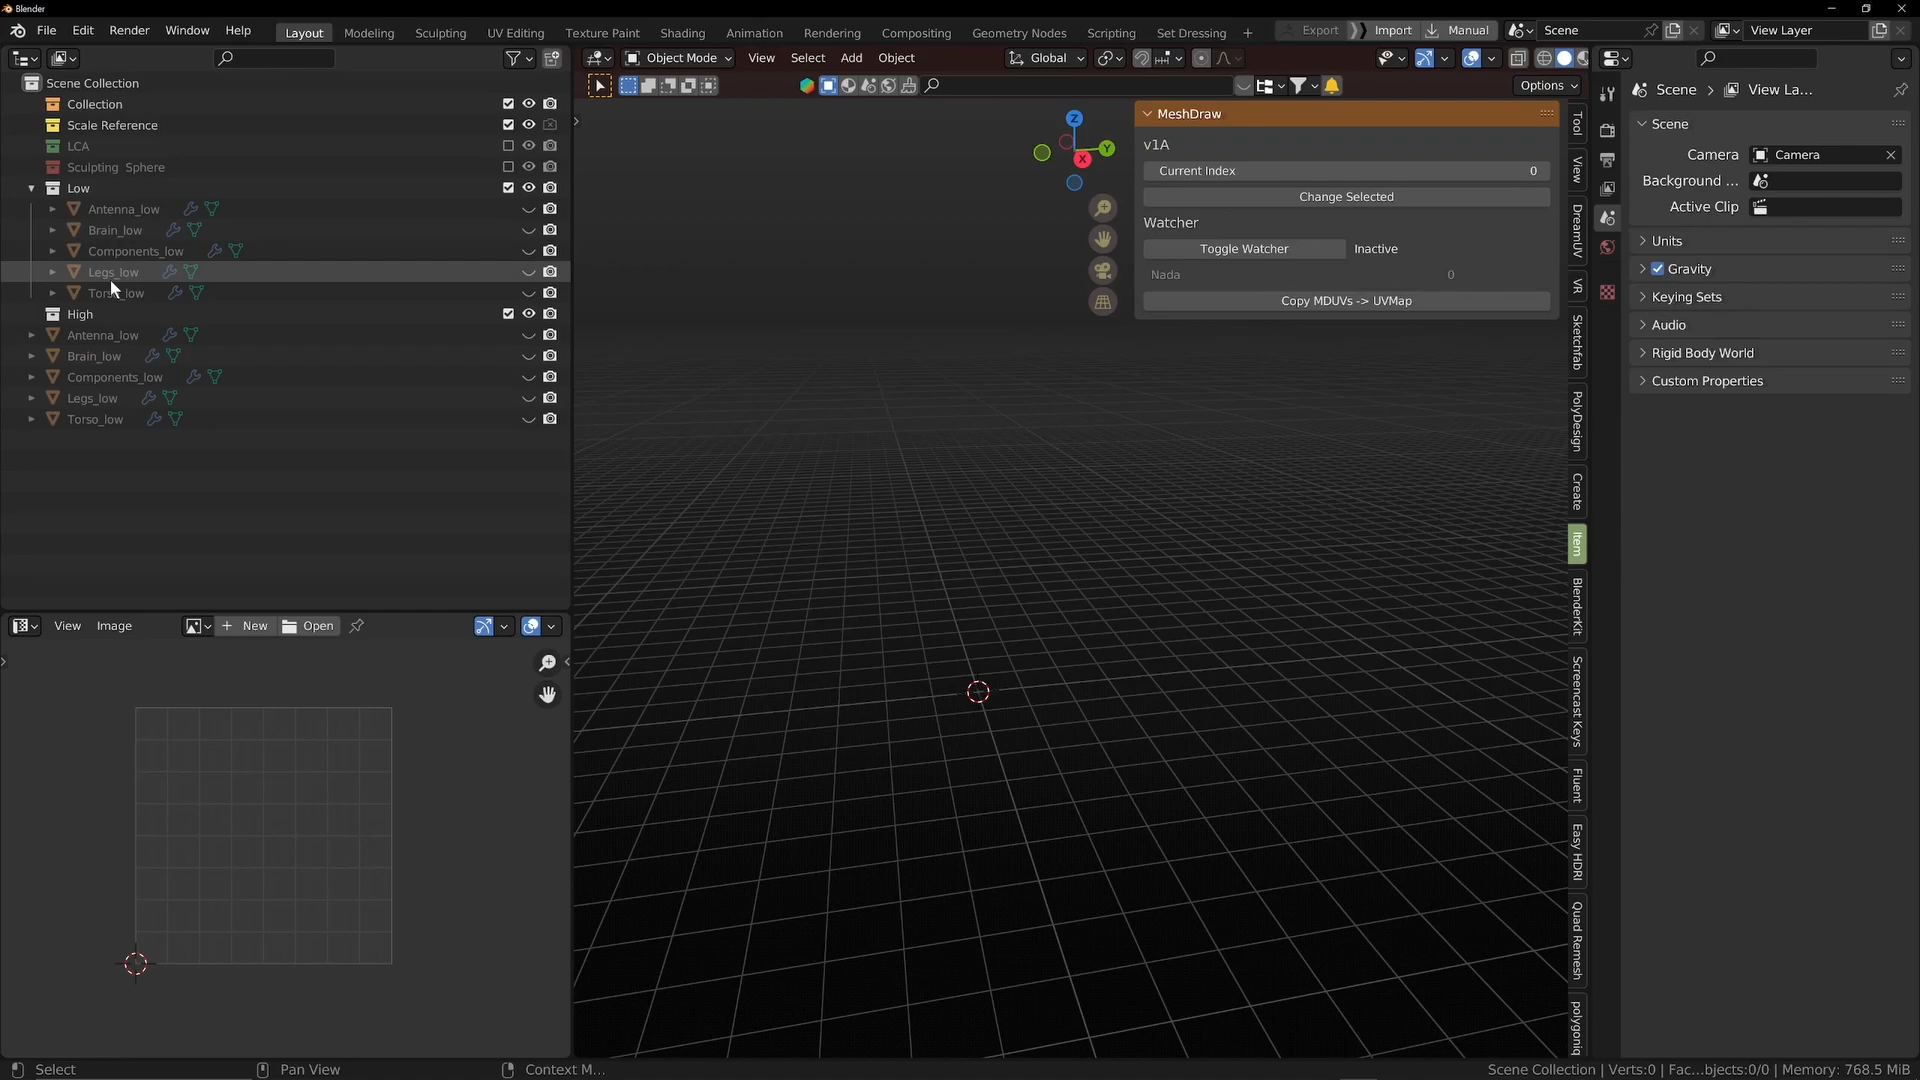 Blender
File Edit Render Window Help Layout Modeling Sculpting UV Editing Texture Paint Shading Animation Rendering Compositing Geometry Nodes Scripting Set Dressing + Export Import Manual Scene View Layer
Object Mode View Select Add Object Global
Options
Scene Collection
Collection
Scale Reference
LCA
Sculpting Sphere
Low
Antenna_low
Brain_low
Components_low
Legs_low
High
Antenna_low
Brain_low
Components_low
Legs_low
Torso_low
MeshDraw
v1A
Current Index 0
Change Selected
Watcher
Toggle Watcher Inactive
Nada 0
Copy MDUVs -> UVMap
Z
Y
X
Tool
View
DreamUV
VR
Sketchfab
PolyDesign
Create
Item
BlenderKit
Screencast Keys
Fluent
Easy HDRI
Quad Remesh
polygoniq
Scene > View La...
Scene
Camera Camera
Background ...
Active Clip
Units
Gravity
Keying Sets
Audio
Rigid Body World
Custom Properties
View Image New Open
Select Pan View Context M... Scene Collection | Verts:0 | Fac...bjects:0/0 | Memory: 768.5 MiB